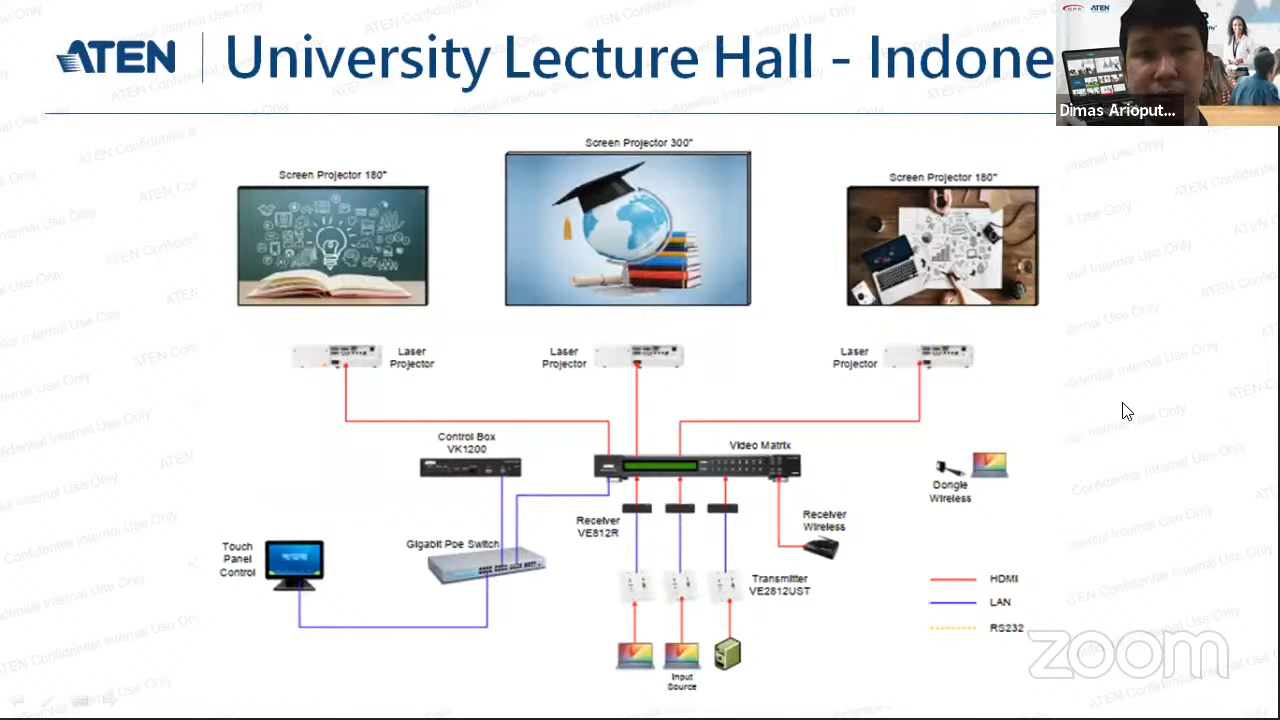 ATEN
University Lecture Hall - Indone
Dimas Arioput...
Screen Projector 300"
Screen Projector 180"
Screen Projector 180"
Laser
Projector
Laser
Projector
Laser
Projector
Control Box
VK1200
Video Matrix
Dongle
Wireless
Receiver
VE812R
Receiver
Wireless
Touch
Panel
Control
Gigabit Poe Switch
Transmitter
VE2812UST
HDMI
LAN
RS232
Input
Source
zoom